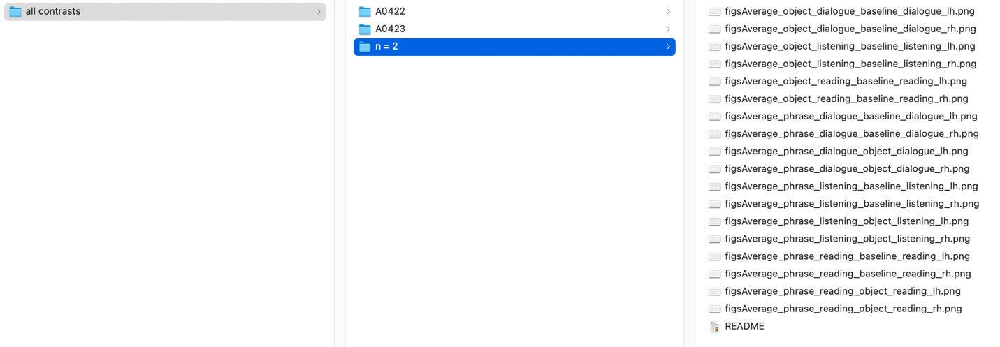 all contrasts
A0422
A0423
n = 2
figsAverage_object_dialogue_baseline_dialogue_lh.png
figsAverage_object_dialogue_baseline_dialogue_rh.png
figsAverage_object_listening_baseline_listening_lh.png
figsAverage_object_listening_baseline_listening_rh.png
figsAverage_object_reading_baseline_reading_lh.png
figsAverage_object_reading_baseline_reading_rh.png
figsAverage_phrase_dialogue_baseline_dialogue_lh.png
figsAverage_phrase_dialogue_baseline_dialogue_rh.png
figsAverage_phrase_dialogue_object_dialogue_lh.png
figsAverage_phrase_dialogue_object_dialogue_rh.png
figsAverage_phrase_listening_baseline_listening_lh.png
figsAverage_phrase_listening_baseline_listening_rh.png
figsAverage_phrase_listening_object_listening_lh.png
figsAverage_phrase_listening_object_listening_rh.png
figsAverage_phrase_reading_baseline_reading_lh.png
figsAverage_phrase_reading_baseline_reading_rh.png
figsAverage_phrase_reading_object_reading_lh.png
figsAverage_phrase_reading_object_reading_rh.png
README